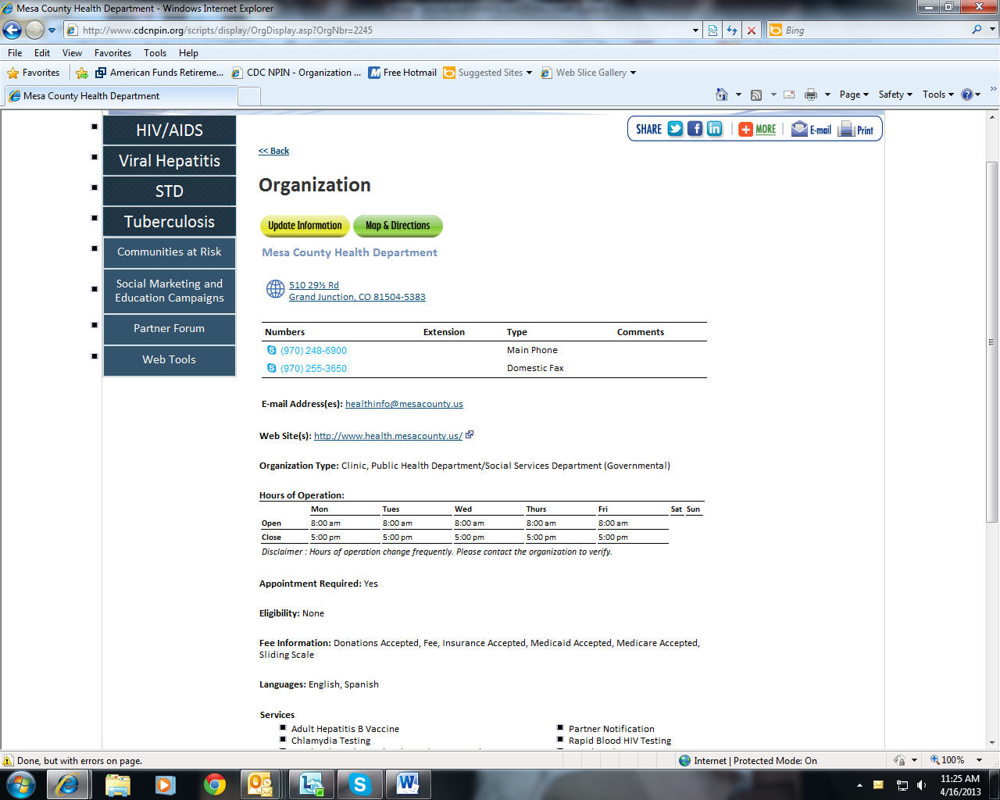 Mesa County Health Department - Windows Internet Explorer
http://www.cdcnpin.org/scripts/display/OrgDisplay.asp?OrgNbr=2245
Bing
File Edit View Favorites Tools Help
Favorites American Funds Retireme... CDC NPIN - Organization ... Free Hotmail Suggested Sites Web Slice Gallery
Mesa County Health Department
Page Safety Tools
HIV/AIDS
Viral Hepatitis
STD
Tuberculosis
Communities at Risk
Social Marketing and
Education Campaigns
Partner Forum
Web Tools
SHARE MORE E-mail Print
<< Back
Organization
Update Information Map & Directions
Mesa County Health Department
510 29½ Rd
Grand Junction, CO 81504-5383
Numbers Extension Type Comments
(970) 248-6900 Main Phone
(970) 255-3650 Domestic Fax
E-mail Address(es): healthinfo@mesacounty.us
Web Site(s): http://www.health.mesacounty.us/
Organization Type: Clinic, Public Health Department/Social Services Department (Governmental)
Hours of Operation:
Mon Tues Wed Thurs Fri Sat Sun
Open 8:00 am 8:00 am 8:00 am 8:00 am 8:00 am
Close 5:00 pm 5:00 pm 5:00 pm 5:00 pm 5:00 pm
Disclaimer : Hours of operation change frequently. Please contact the organization to verify.
Appointment Required: Yes
Eligibility: None
Fee Information: Donations Accepted, Fee, Insurance Accepted, Medicaid Accepted, Medicare Accepted,
Sliding Scale
Languages: English, Spanish
Services
Adult Hepatitis B Vaccine Partner Notification
Chlamydia Testing Rapid Blood HIV Testing
Done, but with errors on page. Internet | Protected Mode: On 100%
11:25 AM
4/16/2013